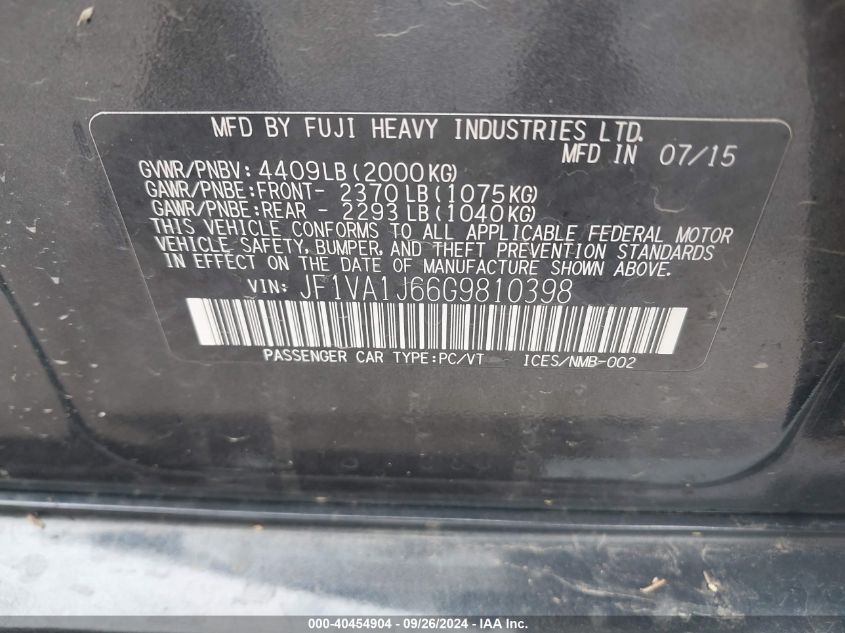 MFD BY FUJI HEAVY INDUSTRIES LTD.
MFD IN 07/15
GVWR/PNBV: 4409LB (2000KG)
GAWR/PNBE:FRONT- 2370LB (1075KG)
GAWR/PNBE:REAR - 2293LB (1040KG)
THIS VEHICLE CONFORMS TO ALL APPLICABLE FEDERAL MOTOR
VEHICLE SAFETY, BUMPER, AND THEFT PREVENTION STANDARDS
IN EFFECT ON THE DATE OF MANUFACTURE SHOWN ABOVE.
VIN: JF1VA1J66G9810398
PASSENGER CAR TYPE:PC/VT ICES/NMB-002
000-40454904 - 09/26/2024 - IAA Inc.